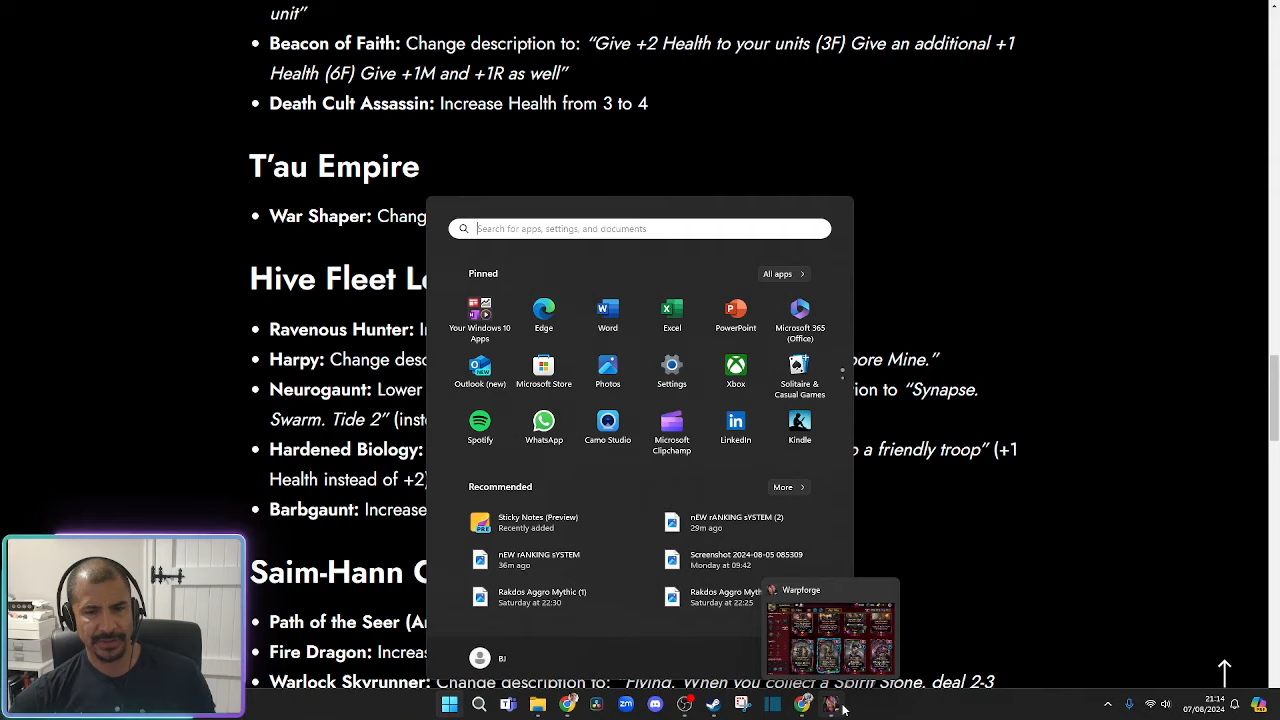 unit”
• Beacon of Faith: Change description to: “Give +2 Health to your units (3F) Give an additional +1
Health (6F) Give +1M and +1R as well”
• Death Cult Assassin: Increase Health from 3 to 4
T’au Empire
• War Shaper: Chang
Hive Fleet Le
• Ravenous Hunter: I
• Harpy: Change desc
ore Mine.”
• Neurogaunt: Lower
ion to “Synapse.
Swarm. Tide 2” (inst
• Hardened Biology:
o a friendly troop” (+1
Health instead of +2)
• Barbgaunt: Increase
Saim-Hann C
• Path of the Seer (Ar
• Fire Dragon: Increas
• Warlock Skyrunner: Change description to: “Flying. When you collect a Spirit Stone, deal 2-3
Search for apps, settings, and documents
Pinned
All apps
Your Windows 10
Apps
Edge
Word
Excel
PowerPoint
Microsoft 365
(Office)
Outlook (new)
Microsoft Store
Photos
Settings
Xbox
Solitaire &
Casual Games
Spotify
WhatsApp
Camo Studio
Microsoft
Clipchamp
LinkedIn
Kindle
Recommended
More
Sticky Notes (Preview)
Recently added
nEW rANKING sYSTEM (2)
29m ago
nEW rANKING sYSTEM
36m ago
Screenshot 2024-08-05 085309
Monday at 09:42
Rakdos Aggro Mythic (1)
Saturday at 22:30
Rakdos Aggro Myth
Saturday at 22:25
Warpforge
21:14
07/08/2024